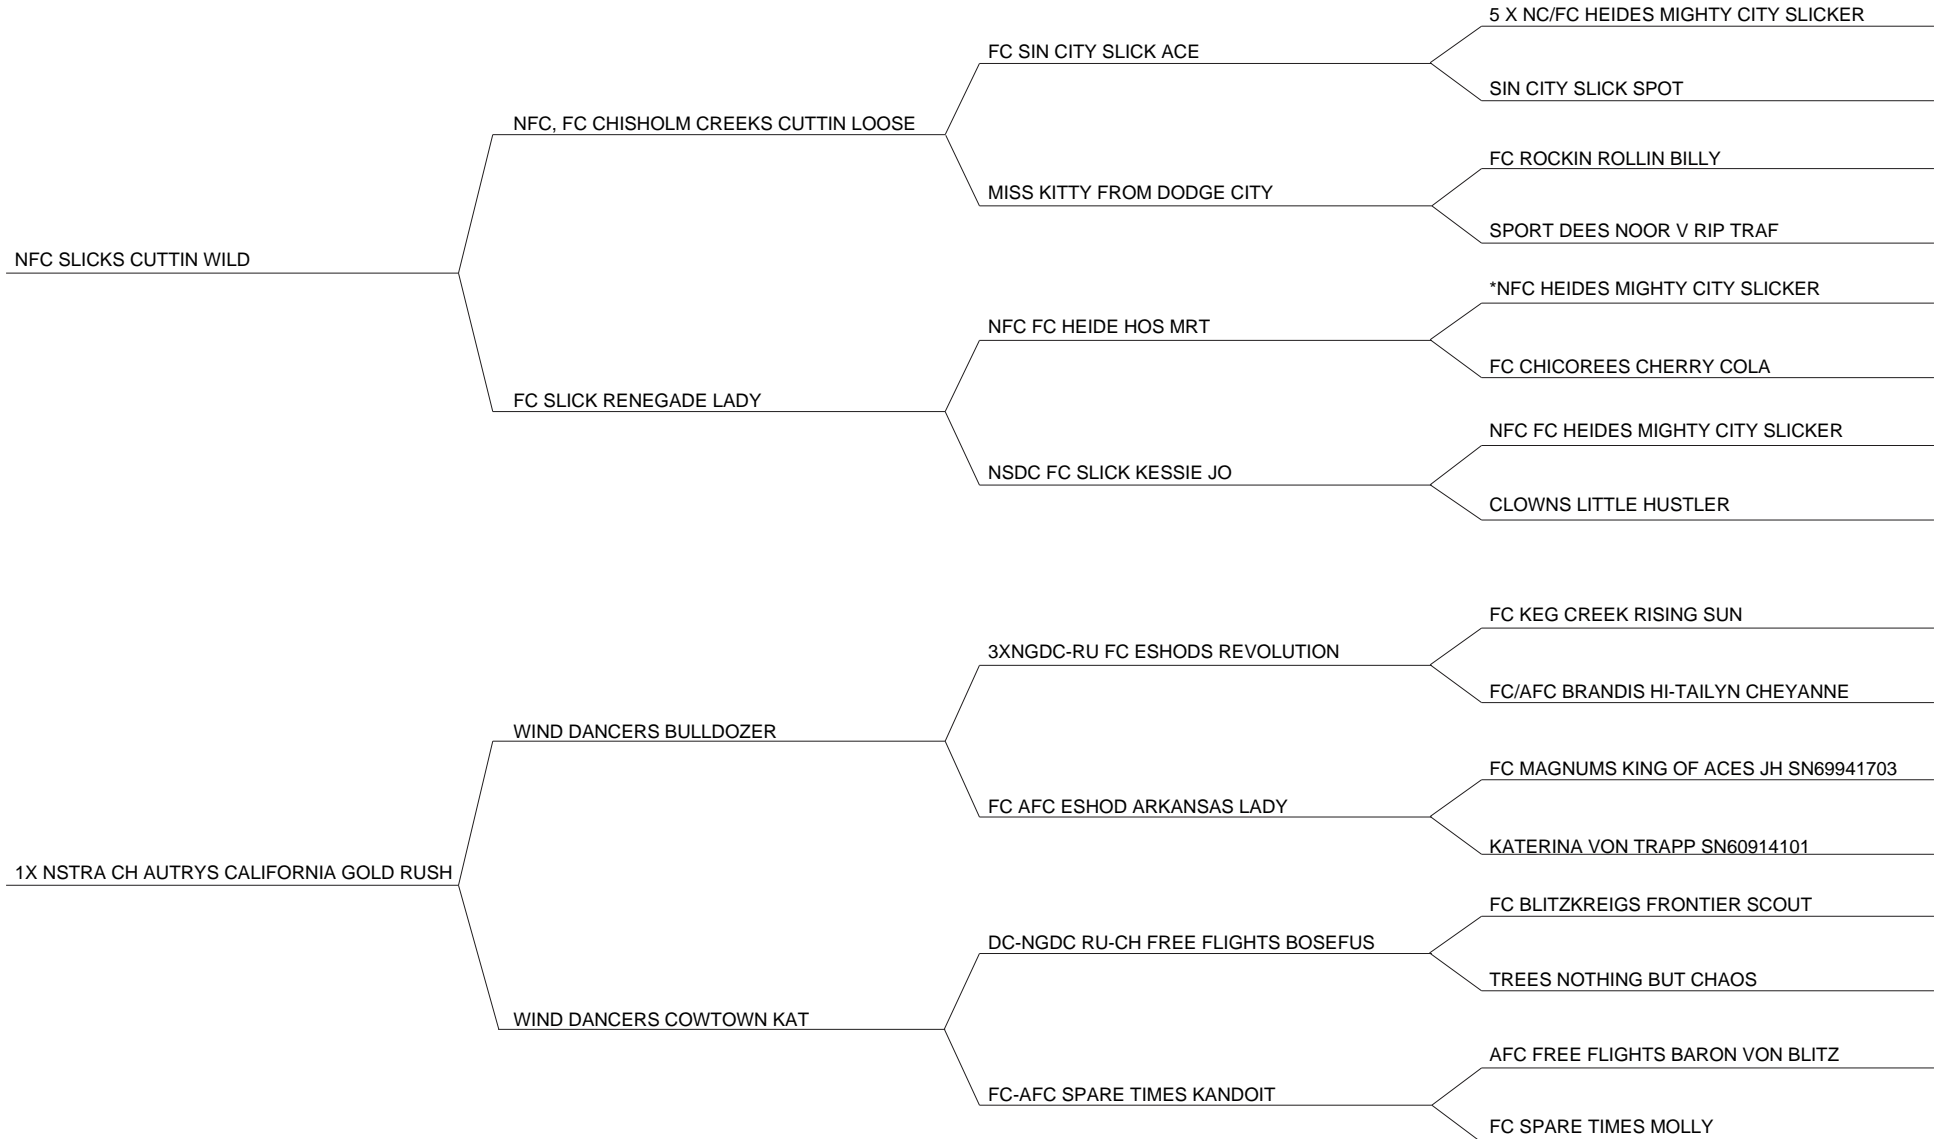 5 X NC/FC HEIDES MIGHTY CITY SLICKER
FC SIN CITY SLICK ACE
SIN CITY SLICK SPOT
NFC, FC CHISHOLM CREEKS CUTTIN LOOSE
FC ROCKIN ROLLIN BILLY
MISS KITTY FROM DODGE CITY
SPORT DEES NOOR V RIP TRAF
NFC SLICKS CUTTIN WILD
*NFC HEIDES MIGHTY CITY SLICKER
NFC FC HEIDE HOS MRT
FC CHICOREES CHERRY COLA
FC SLICK RENEGADE LADY
NFC FC HEIDES MIGHTY CITY SLICKER
NSDC FC SLICK KESSIE JO
CLOWNS LITTLE HUSTLER
FC KEG CREEK RISING SUN
3XNGDC-RU FC ESHODS REVOLUTION
FC/AFC BRANDIS HI-TAILYN CHEYANNE
WIND DANCERS BULLDOZER
FC MAGNUMS KING OF ACES JH SN69941703
FC AFC ESHOD ARKANSAS LADY
KATERINA VON TRAPP SN60914101
1X NSTRA CH AUTRYS CALIFORNIA GOLD RUSH
FC BLITZKREIGS FRONTIER SCOUT
DC-NGDC RU-CH FREE FLIGHTS BOSEFUS
TREES NOTHING BUT CHAOS
WIND DANCERS COWTOWN KAT
AFC FREE FLIGHTS BARON VON BLITZ
FC-AFC SPARE TIMES KANDOIT
FC SPARE TIMES MOLLY